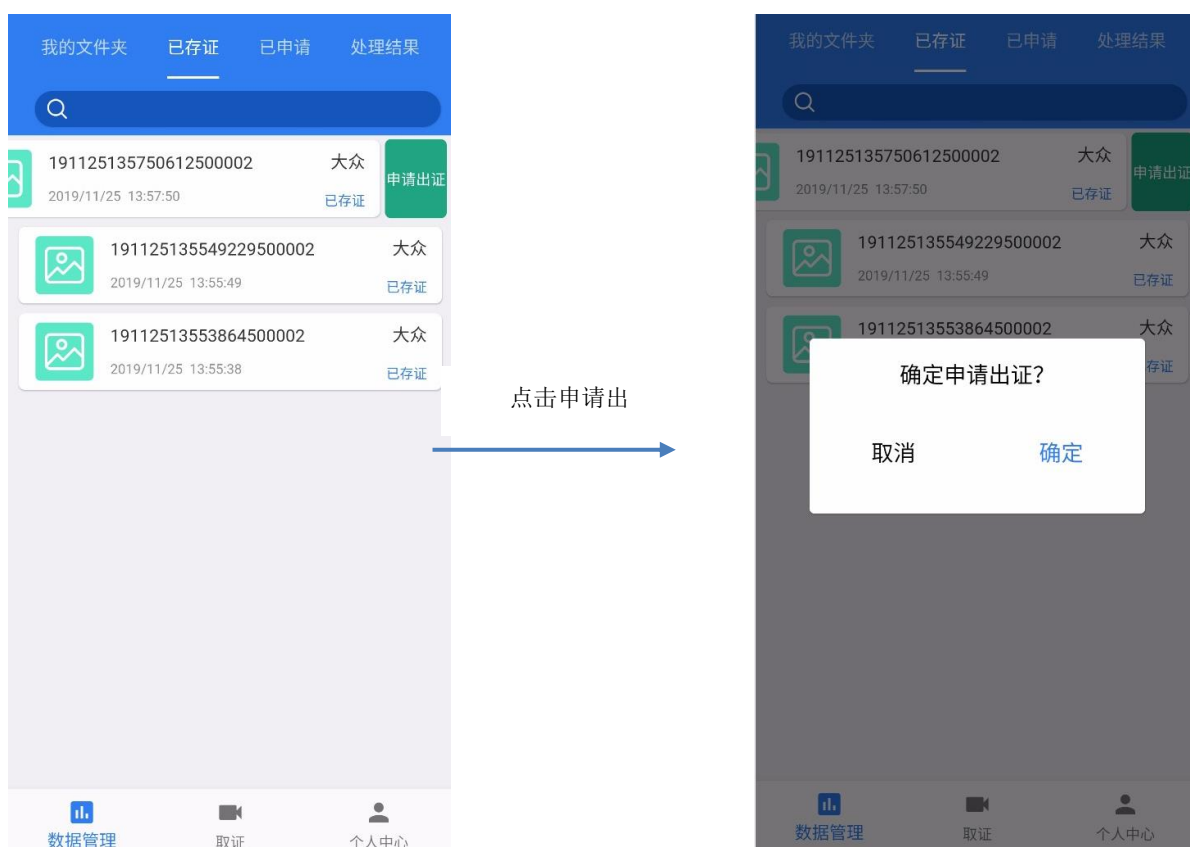 我的文件夹 已存证 已申请 处理结果
191125135750612500002 大众
申请出证
2019/11/25 13:57:50 已存证
191125135549229500002 大众
2019/11/25 13:55:49 已存证
19112513553864500002 大众
2019/11/25 13:55:38 已存证
数据管理 取证 个人中心
点击申请出
我的文件夹 已存证 已申请 处理结果
191125135750612500002 大众
申请出证
2019/11/25 13:57:50 已存证
191125135549229500002 大众
2019/11/25 13:55:49 已存证
19112513553864500002 大众
存证
确定申请出证?
取消 确定
数据管理 取证 个人中心